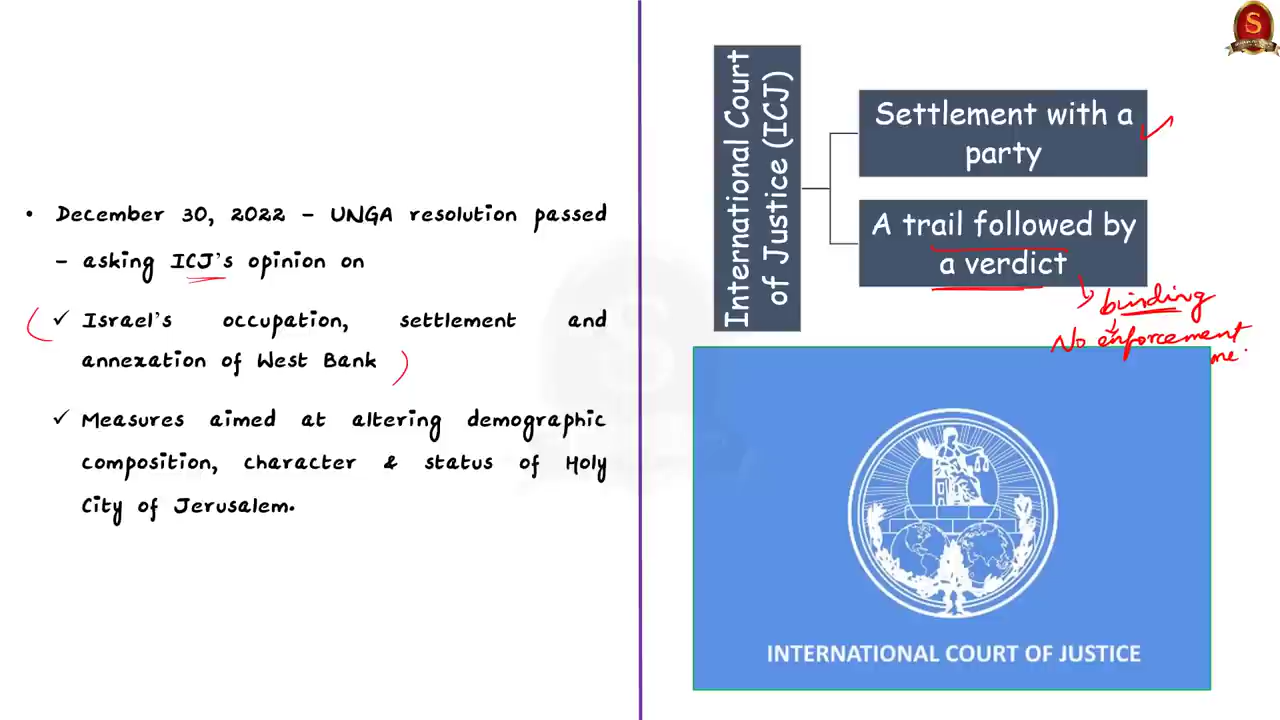 • December 30, 2022 - UNGA resolution passed
- asking ICJ's opinion on
✓ Israel's occupation, settlement and
annexation of West Bank
✓ Measures aimed at altering demographic
composition, character & status of Holy
City of Jerusalem.
International Court
of Justice (ICJ)
Settlement with a
party
A trail followed by
a verdict
binding
No enforcement
me.
INTERNATIONAL COURT OF JUSTICE
S